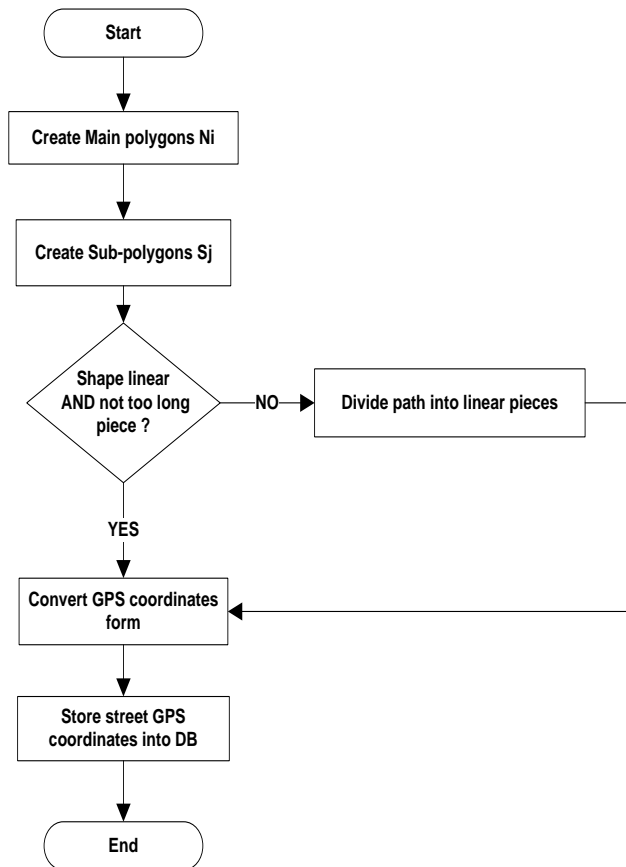 Start
Create Main polygons Ni
Create Sub-polygons Sj
Shape linear
AND not too long
piece ?
NO
Divide path into linear pieces
YES
Convert GPS coordinates
form
Store street GPS
coordinates into DB
End